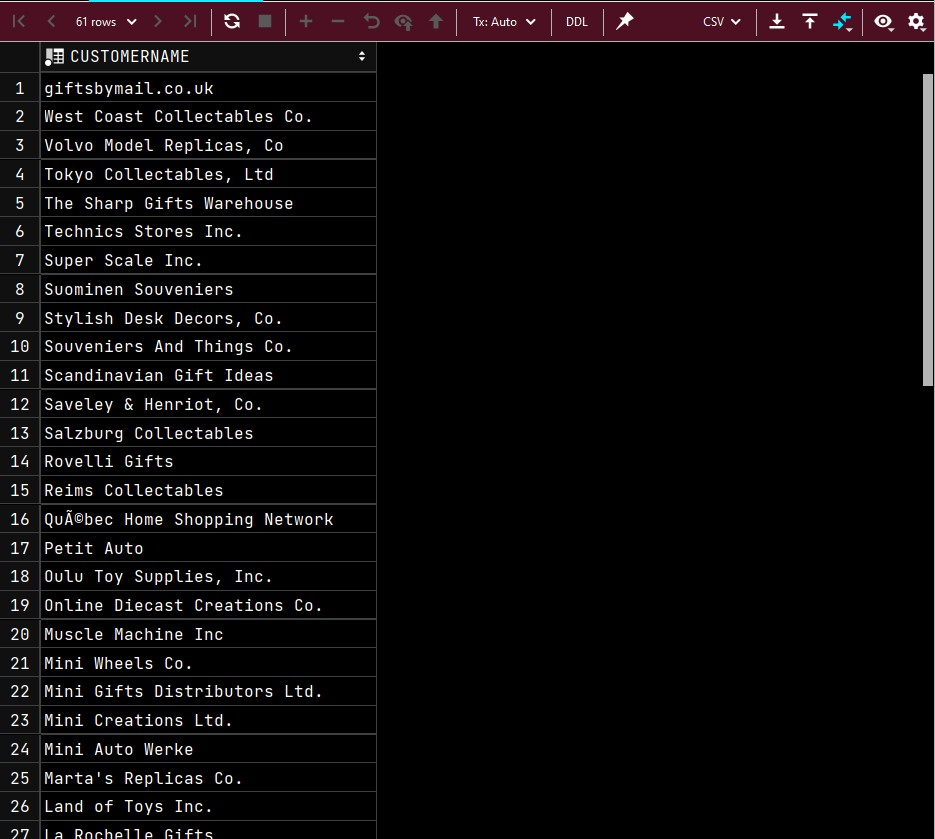 61 rows
Tx: Auto
DDL
CSV
CUSTOMERNAME
1 giftsbymail.co.uk
2 West Coast Collectables Co.
3 Volvo Model Replicas, Co
4 Tokyo Collectables, Ltd
5 The Sharp Gifts Warehouse
6 Technics Stores Inc.
7 Super Scale Inc.
8 Suominen Souveniers
9 Stylish Desk Decors, Co.
10 Souveniers And Things Co.
11 Scandinavian Gift Ideas
12 Saveley & Henriot, Co.
13 Salzburg Collectables
14 Rovelli Gifts
15 Reims Collectables
16 QuÃ©bec Home Shopping Network
17 Petit Auto
18 Oulu Toy Supplies, Inc.
19 Online Diecast Creations Co.
20 Muscle Machine Inc
21 Mini Wheels Co.
22 Mini Gifts Distributors Ltd.
23 Mini Creations Ltd.
24 Mini Auto Werke
25 Marta's Replicas Co.
26 Land of Toys Inc.
27 La Rochelle Gifts